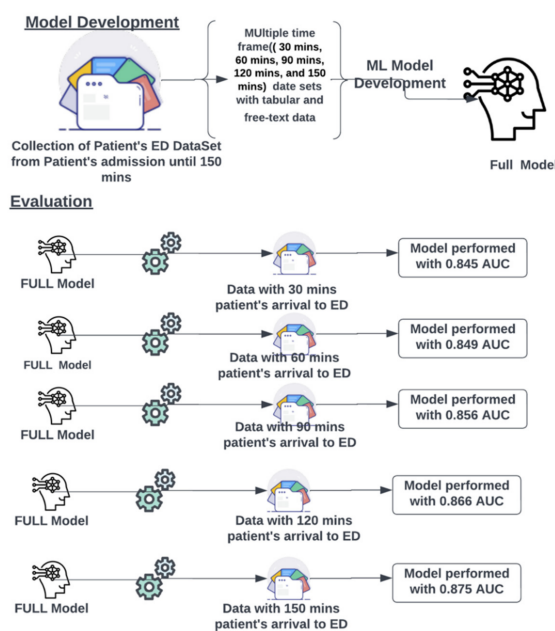 Model Development
MUltiple time
frame(( 30 mins,
60 mins, 90 mins,
120 mins, and 150
mins) date sets
with tabular and
free-text data
ML Model
Development
Collection of Patient's ED DataSet
from Patient's admission until 150
mins
Full Model
Evaluation
FULL Model
Data with 30 mins
patient's arrival to ED
Model performed
with 0.845 AUC
FULL Model
Data with 60 mins
patient's arrival to ED
Model performed
with 0.849 AUC
FULL Model
Data with 90 mins
patient's arrival to ED
Model performed
with 0.856 AUC
FULL Model
Data with 120 mins
patient's arrival to ED
Model performed
with 0.866 AUC
FULL Model
Data with 150 mins
patient's arrival to ED
Model performed
with 0.875 AUC